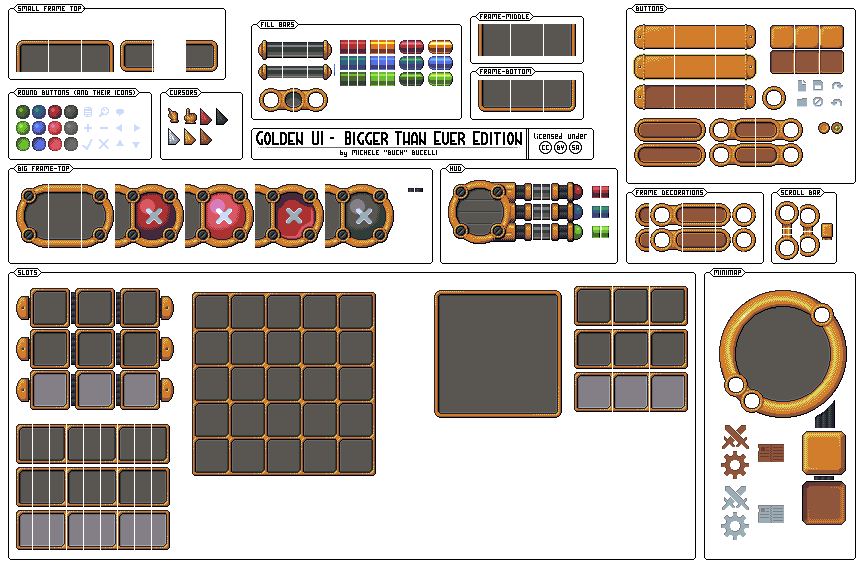 SMALL FRAME TOP
FILL BARS
FRAME-MIDDLE
BUTTONS
FRAME-BOTTOM
ROUND BUTTONS (AND THEIR ICONS)
CURSORS
GOLDEN UI - BIGGER THAN EVER EDITION
by MICHELE "BUCH" BUCELLI
licensed under
CC BY SA
BIG FRAME-TOP
HUD
FRAME DECORATIONS
SCROLL BAR
SLOTS
MINIMAP